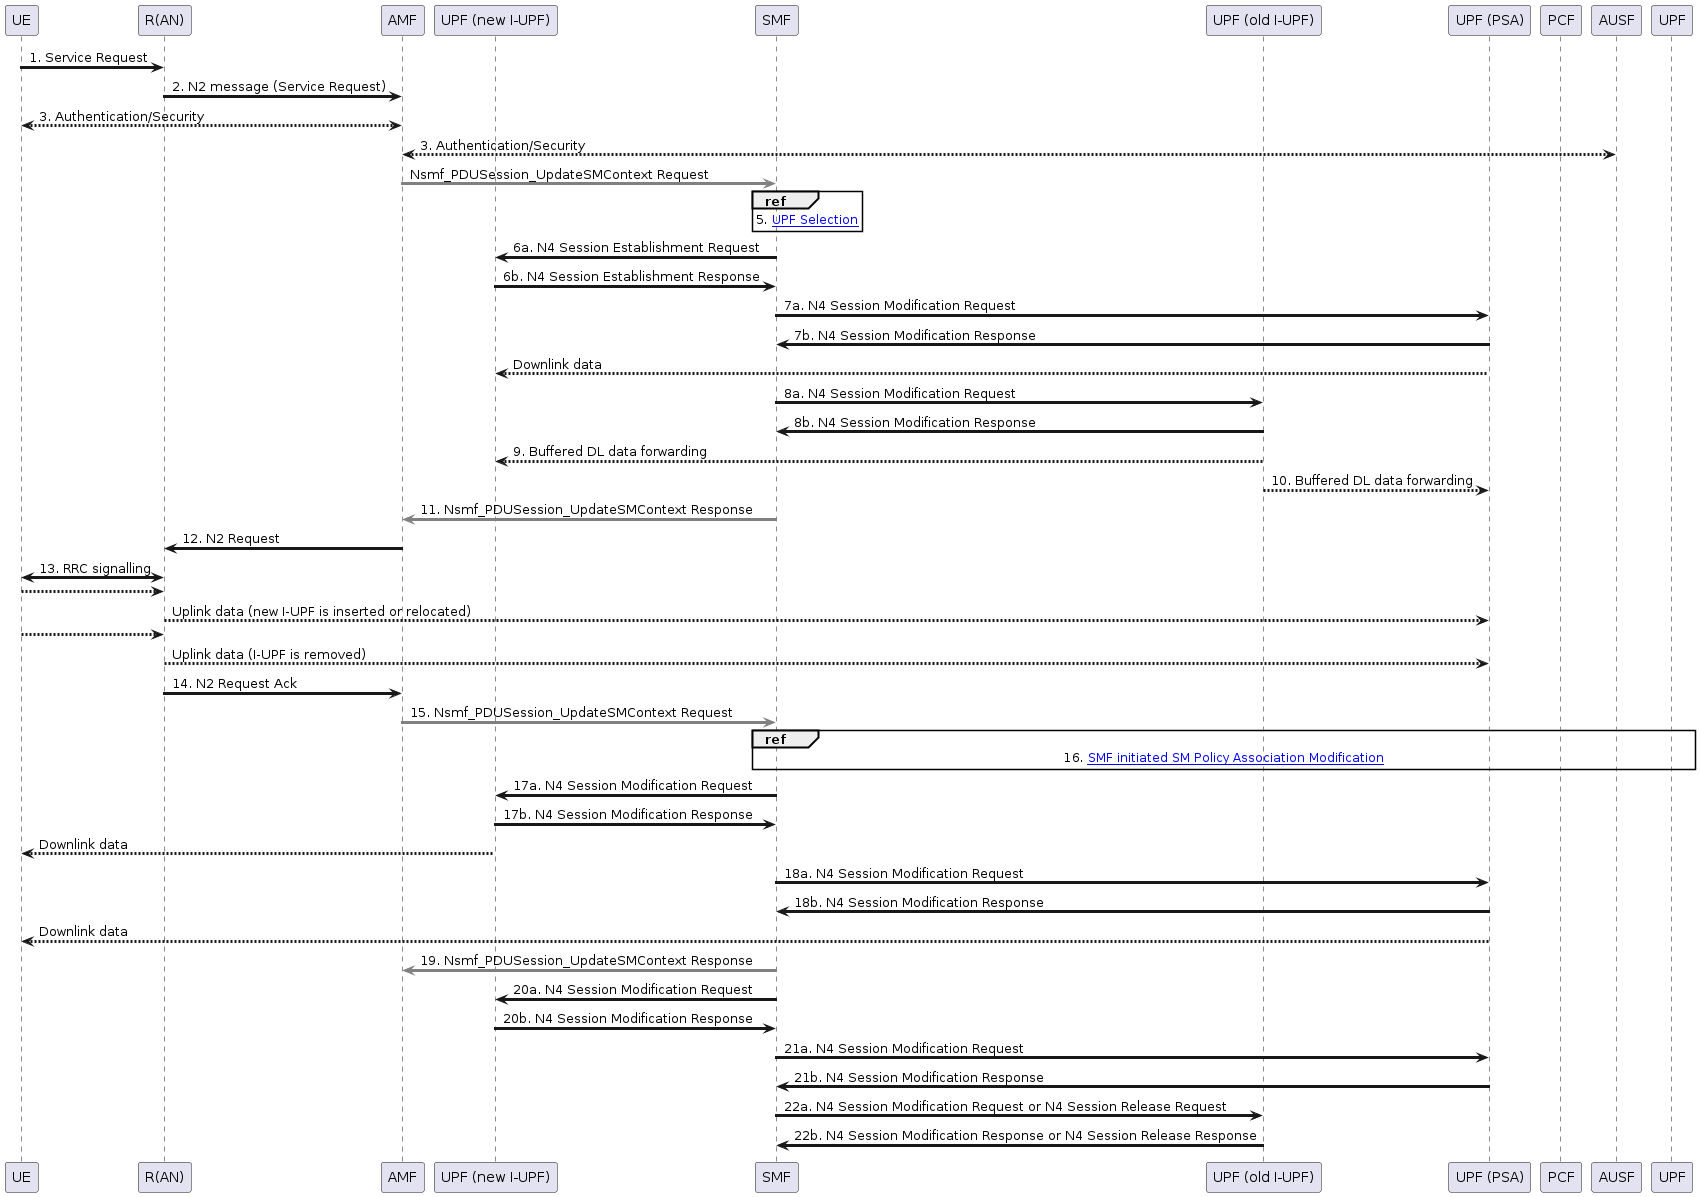 UE R(AN) AMF UPF (new I-UPF) SMF UPF (old I-UPF) UPF (PSA) PCF AUSF UPF
1. Service Request
2. N2 message (Service Request)
3. Authentication/Security
3. Authentication/Security
Nsmf_PDUSession_UpdateSMContext Request
ref
5. UPF Selection
6a. N4 Session Establishment Request
6b. N4 Session Establishment Response
7a. N4 Session Modification Request
7b. N4 Session Modification Response
Downlink data
8a. N4 Session Modification Request
8b. N4 Session Modification Response
9. Buffered DL data forwarding
10. Buffered DL data forwarding
11. Nsmf_PDUSession_UpdateSMContext Response
12. N2 Request
13. RRC signalling
Uplink data (new I-UPF is inserted or relocated)
Uplink data (I-UPF is removed)
14. N2 Request Ack
15. Nsmf_PDUSession_UpdateSMContext Request
ref
16. SMF initiated SM Policy Association Modification
17a. N4 Session Modification Request
17b. N4 Session Modification Response
Downlink data
18a. N4 Session Modification Request
18b. N4 Session Modification Response
Downlink data
19. Nsmf_PDUSession_UpdateSMContext Response
20a. N4 Session Modification Request
20b. N4 Session Modification Response
21a. N4 Session Modification Request
21b. N4 Session Modification Response
22a. N4 Session Modification Request or N4 Session Release Request
22b. N4 Session Modification Response or N4 Session Release Response
UE R(AN) AMF UPF (new I-UPF) SMF UPF (old I-UPF) UPF (PSA) PCF AUSF UPF